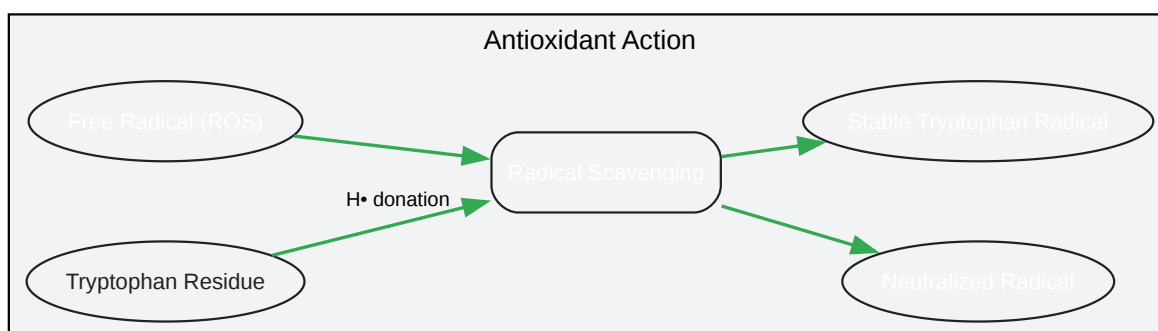 Antioxidant Action
Free Radical (ROS)
Stable Tryptophan Radical
Radical Scavenging
H• donation
Tryptophan Residue
Neutralized Radical